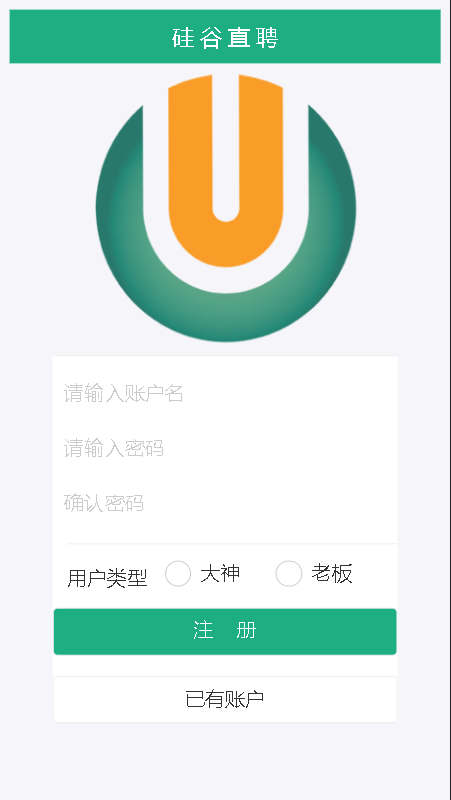 硅谷直聘
请输入账户名
请输入密码
确认密码
用户类型 大神 老板
注 册
已有账户